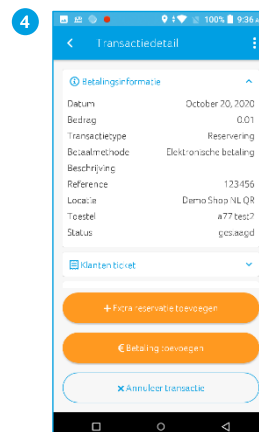 4
100% 9:36
Transactiedetail
Betalingsinformatie
Datum October 20, 2020
Bedrag 0.01
Transactietype Reservering
Betaalmethode Elektronische betaling
Beschrijving
Reference 123456
Locatie Demo Shop NL QR
Toestel a77 test2
Status geslaagd
Klanten ticket
+ Extra reservatie toevoegen
€ Betaling toevoegen
× Annuleer transactie